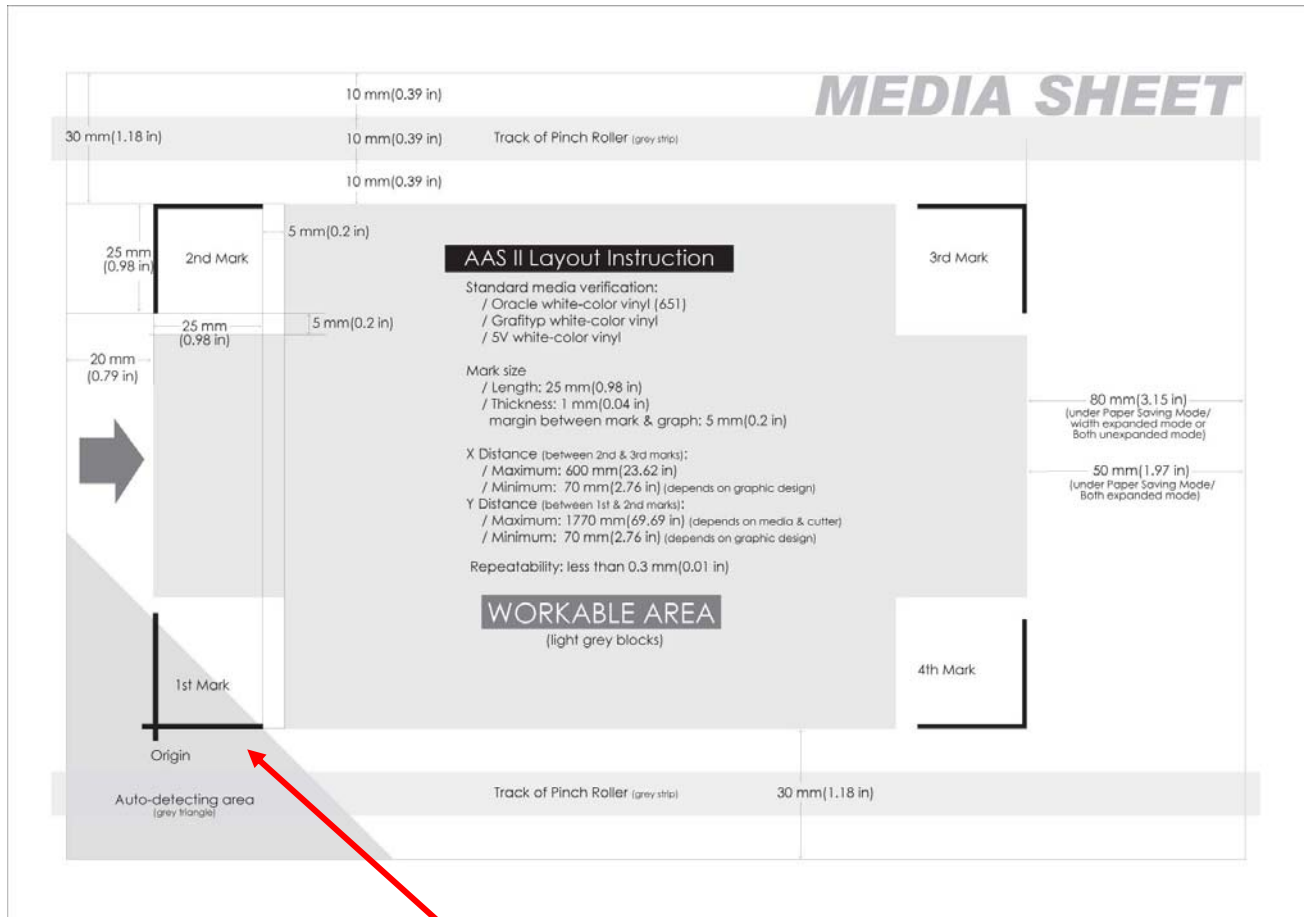 MEDIA SHEET
10 mm(0.39 in)
30 mm(1.18 in)
10 mm(0.39 in)
Track of Pinch Roller (grey strip)
10 mm(0.39 in)
5 mm(0.2 in)
25 mm
(0.98 in)
2nd Mark
3rd Mark
25 mm
(0.98 in)
5 mm(0.2 in)
20 mm
(0.79 in)
AAS II Layout Instruction
Standard media verification:
/ Oracle white-color vinyl (651)
/ Grafityp white-color vinyl
/ 5V white-color vinyl
Mark size
/ Length: 25 mm(0.98 in)
/ Thickness: 1 mm(0.04 in)
margin between mark & graph: 5 mm(0.2 in)
X Distance (between 2nd & 3rd marks):
/ Maximum: 600 mm(23.62 in)
/ Minimum: 70 mm(2.76 in) (depends on graphic design)
Y Distance (between 1st & 2nd marks):
/ Maximum: 1770 mm(69.69 in) (depends on media & cutter)
/ Minimum: 70 mm(2.76 in) (depends on graphic design)
Repeatability: less than 0.3 mm(0.01 in)
WORKABLE AREA
(light grey blocks)
80 mm(3.15 in)
(under Paper Saving Mode/
width expanded mode or
Both unexpanded mode)
50 mm(1.97 in)
(under Paper Saving Mode/
Both expanded mode)
1st Mark
4th Mark
Origin
Auto-detecting area
(grey triangle)
Track of Pinch Roller (grey strip)
30 mm(1.18 in)